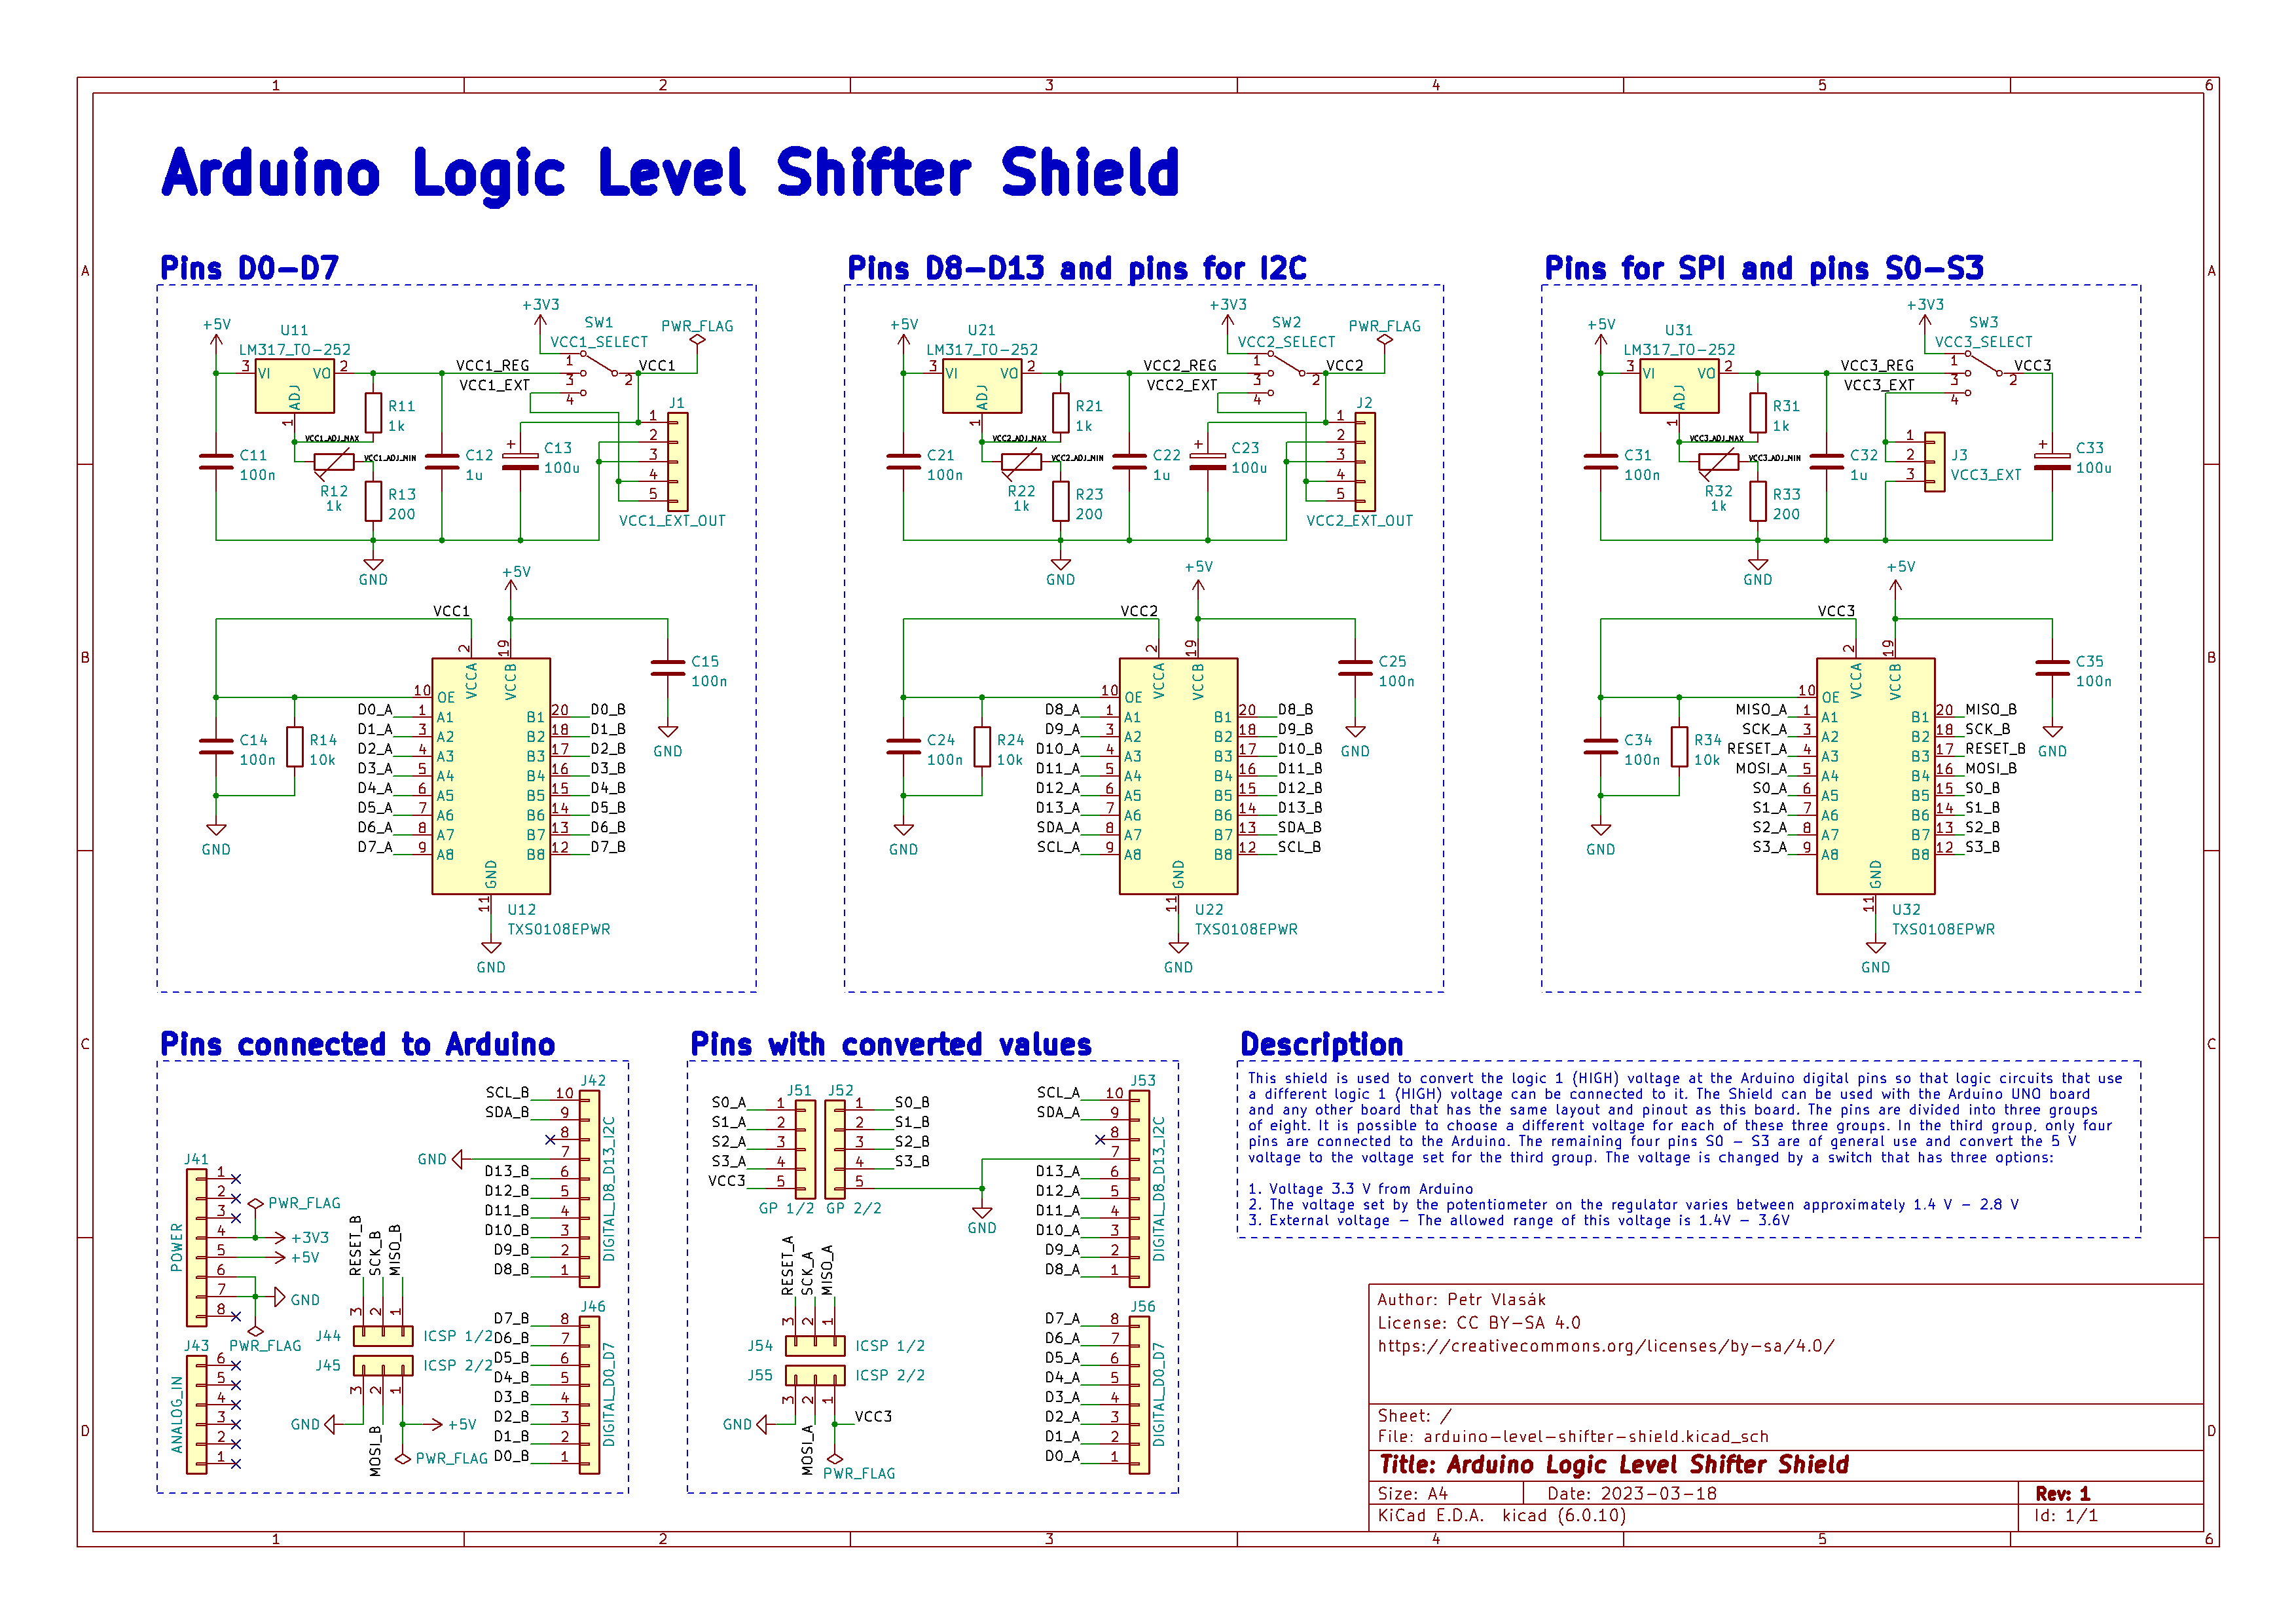 Arduino Logic Level Shifter Shield
Pins D0-D7
+5V
U11
LM317_TO-252
3 VI VO 2
ADJ
1
+3V3
SW1
VCC1_SELECT
PWR_FLAG
VCC1_REG
VCC1_EXT
1
3
4
2
VCC1
R11
1k
VCC1_ADJ_MAX
VCC1_ADJ_MIN
R12
1k
R13
200
C11
100n
C12
1u
+
C13
100u
J1
1
2
3
4
5
VCC1_EXT_OUT
GND
+5V
VCC1
2
19
VCCA
VCCB
C15
100n
GND
10 OE
D0_A 1 A1 B1 20 D0_B
D1_A 3 A2 B2 18 D1_B
D2_A 4 A3 B3 17 D2_B
D3_A 5 A4 B4 16 D3_B
D4_A 6 A5 B5 15 D4_B
D5_A 7 A6 B6 14 D5_B
D6_A 8 A7 B7 13 D6_B
D7_A 9 A8 B8 12 D7_B
C14
100n
R14
10k
GND
GND
11
U12
TXS0108EPWR
GND
Pins D8-D13 and pins for I2C
+5V
U21
LM317_TO-252
3 VI VO 2
ADJ
1
+3V3
SW2
VCC2_SELECT
PWR_FLAG
VCC2_REG
VCC2_EXT
1
3
4
2
VCC2
R21
1k
VCC2_ADJ_MAX
VCC2_ADJ_MIN
R22
1k
R23
200
C21
100n
C22
1u
+
C23
100u
J2
1
2
3
4
5
VCC2_EXT_OUT
GND
+5V
VCC2
2
19
VCCA
VCCB
C25
100n
GND
10 OE
D8_A 1 A1 B1 20 D8_B
D9_A 3 A2 B2 18 D9_B
D10_A 4 A3 B3 17 D10_B
D11_A 5 A4 B4 16 D11_B
D12_A 6 A5 B5 15 D12_B
D13_A 7 A6 B6 14 D13_B
SDA_A 8 A7 B7 13 SDA_B
SCL_A 9 A8 B8 12 SCL_B
C24
100n
R24
10k
GND
GND
11
U22
TXS0108EPWR
GND
Pins for SPI and pins S0-S3
+5V
U31
LM317_TO-252
3 VI VO 2
ADJ
1
+3V3
SW3
VCC3_SELECT
VCC3_REG
VCC3_EXT
1
3
4
2
VCC3
R31
1k
VCC3_ADJ_MAX
VCC3_ADJ_MIN
R32
1k
R33
200
C31
100n
C32
1u
J3
1
2
3
VCC3_EXT
+
C33
100u
GND
+5V
VCC3
2
19
VCCA
VCCB
C35
100n
GND
10 OE
MISO_A 1 A1 B1 20 MISO_B
SCK_A 3 A2 B2 18 SCK_B
RESET_A 4 A3 B3 17 RESET_B
MOSI_A 5 A4 B4 16 MOSI_B
S0_A 6 A5 B5 15 S0_B
S1_A 7 A6 B6 14 S1_B
S2_A 8 A7 B7 13 S2_B
S3_A 9 A8 B8 12 S3_B
C34
100n
R34
10k
GND
GND
11
U32
TXS0108EPWR
GND
Pins connected to Arduino
J41
POWER
1
2
3
4
5
6
7
8
PWR_FLAG
+3V3
+5V
GND
PWR_FLAG
J43
ANALOG_IN
6
5
4
3
2
1
RESET_B
SCK_B
MISO_B
3 2 1
J44 ICSP 1/2
J45 ICSP 2/2
3 2 1
GND
MOSI_B
+5V
PWR_FLAG
J42
DIGITAL_D8_D13_I2C
SCL_B 10
SDA_B 9
8
GND 7
D13_B 6
D12_B 5
D11_B 4
D10_B 3
D9_B 2
D8_B 1
J46
DIGITAL_D0_D7
D7_B 8
D6_B 7
D5_B 6
D4_B 5
D3_B 4
D2_B 3
D1_B 2
D0_B 1
Pins with converted values
J51 J52
S0_A 1 1 S0_B
S1_A 2 2 S1_B
S2_A 3 3 S2_B
S3_A 4 4 S3_B
VCC3 5 5
GP 1/2 GP 2/2
GND
RESET_A
SCK_A
MISO_A
3 2 1
J54 ICSP 1/2
J55 ICSP 2/2
3 2 1
GND
MOSI_A
VCC3
PWR_FLAG
J53
DIGITAL_D8_D13_I2C
SCL_A 10
SDA_A 9
8
7
D13_A 6
D12_A 5
D11_A 4
D10_A 3
D9_A 2
D8_A 1
J56
DIGITAL_D0_D7
D7_A 8
D6_A 7
D5_A 6
D4_A 5
D3_A 4
D2_A 3
D1_A 2
D0_A 1
Description
This shield is used to convert the logic 1 (HIGH) voltage at the Arduino digital pins so that logic circuits that use
a different logic 1 (HIGH) voltage can be connected to it. The Shield can be used with the Arduino UNO board
and any other board that has the same layout and pinout as this board. The pins are divided into three groups
of eight. It is possible to choose a different voltage for each of these three groups. In the third group, only four
pins are connected to the Arduino. The remaining four pins S0 - S3 are of general use and convert the 5 V
voltage to the voltage set for the third group. The voltage is changed by a switch that has three options:
1. Voltage 3.3 V from Arduino
2. The voltage set by the potentiometer on the regulator varies between approximately 1.4 V - 2.8 V
3. External voltage - The allowed range of this voltage is 1.4V - 3.6V
Author: Petr Vlasák
License: CC BY-SA 4.0
https://creativecommons.org/licenses/by-sa/4.0/
Sheet: /
File: arduino-level-shifter-shield.kicad_sch
Title: Arduino Logic Level Shifter Shield
Size: A4 Date: 2023-03-18 Rev: 1
KiCad E.D.A. kicad (6.0.10) Id: 1/1
1 2 3 4 5 6
A
B
C
D
A
B
C
D
1 2 3 4 5 6